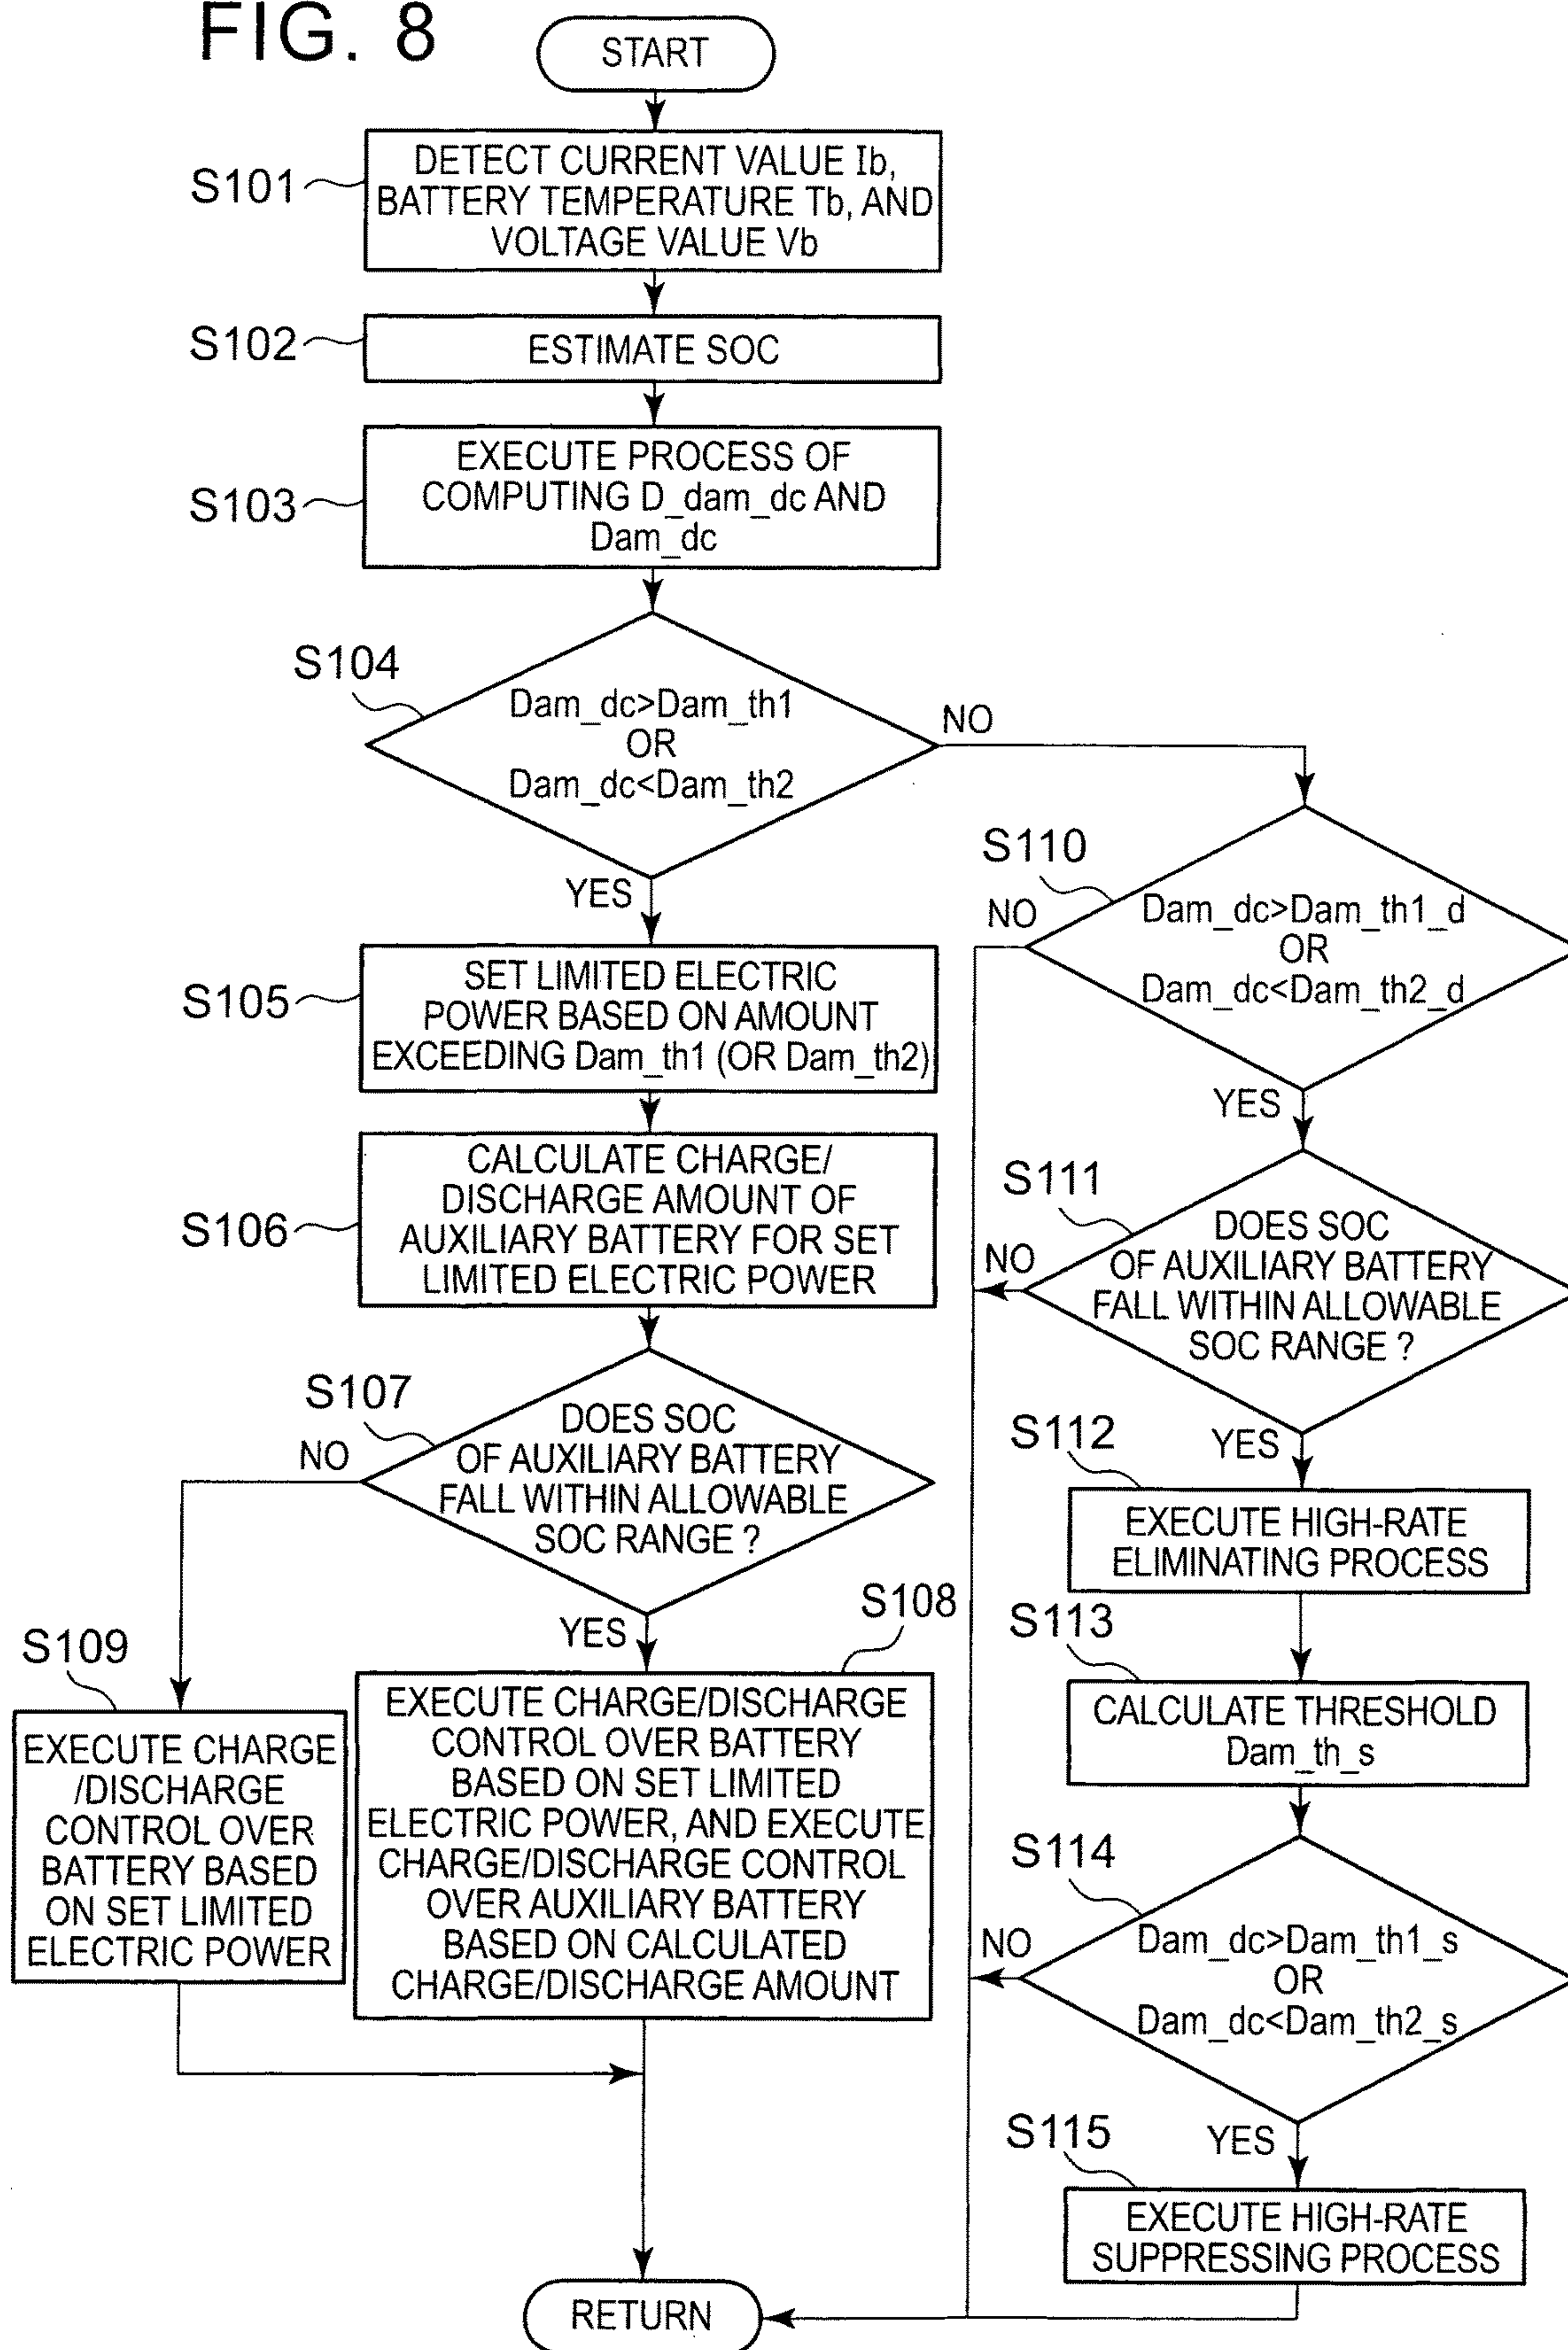 FIG. 8
START
S101
DETECT CURRENT VALUE Ib,
BATTERY TEMPERATURE Tb, AND
VOLTAGE VALUE Vb
S102
ESTIMATE SOC
S103
EXECUTE PROCESS OF
COMPUTING D_dam_dc AND
Dam_dc
S104
Dam_dc>Dam_th1
OR
Dam_dc<Dam_th2
NO
YES
S105
SET LIMITED ELECTRIC
POWER BASED ON AMOUNT
EXCEEDING Dam_th1 (OR Dam_th2)
S106
CALCULATE CHARGE/
DISCHARGE AMOUNT OF
AUXILIARY BATTERY FOR SET
LIMITED ELECTRIC POWER
S107
DOES SOC
OF AUXILIARY BATTERY
FALL WITHIN ALLOWABLE
SOC RANGE ?
NO
YES
S108
EXECUTE CHARGE/DISCHARGE
CONTROL OVER BATTERY
BASED ON SET LIMITED
ELECTRIC POWER, AND EXECUTE
CHARGE/DISCHARGE CONTROL
OVER AUXILIARY BATTERY
BASED ON CALCULATED
CHARGE/DISCHARGE AMOUNT
S109
EXECUTE CHARGE
/DISCHARGE
CONTROL OVER
BATTERY BASED
ON SET LIMITED
ELECTRIC POWER
S110
Dam_dc>Dam_th1_d
OR
Dam_dc<Dam_th2_d
NO
YES
S111
DOES SOC
OF AUXILIARY BATTERY
FALL WITHIN ALLOWABLE
SOC RANGE ?
NO
YES
S112
EXECUTE HIGH-RATE
ELIMINATING PROCESS
S113
CALCULATE THRESHOLD
Dam_th_s
S114
Dam_dc>Dam_th1_s
OR
Dam_dc<Dam_th2_s
NO
YES
S115
EXECUTE HIGH-RATE
SUPPRESSING PROCESS
RETURN